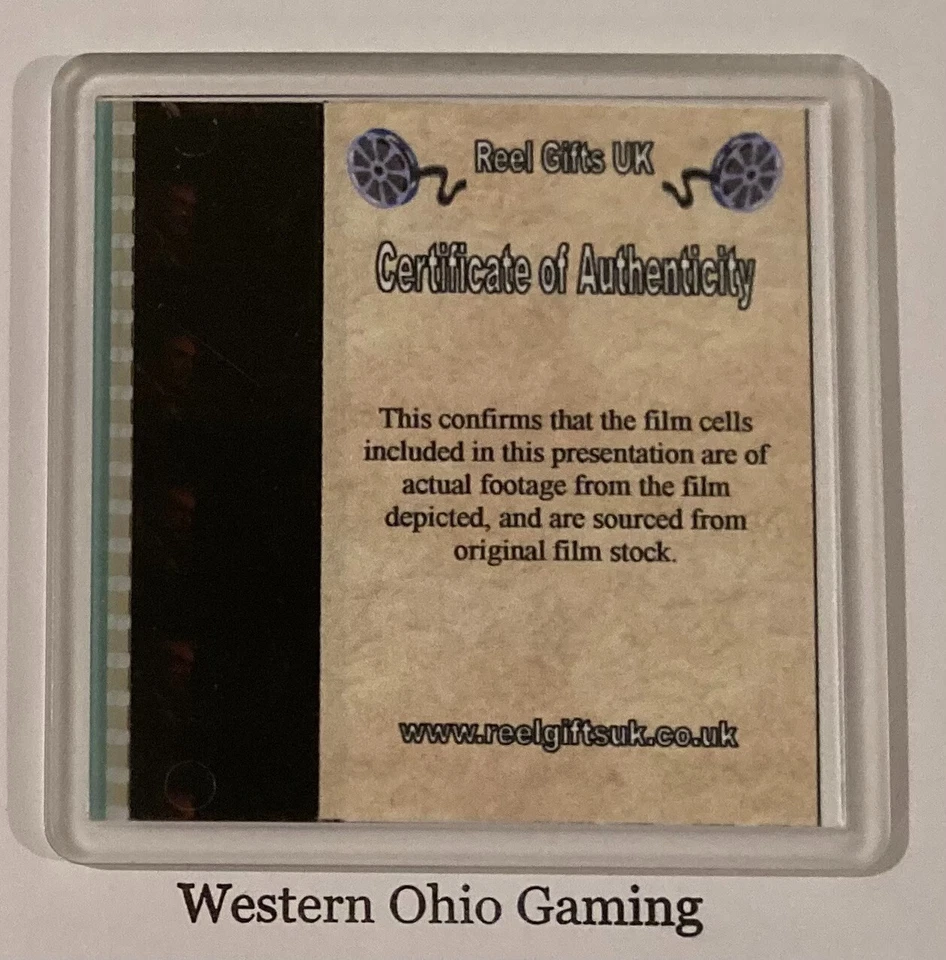 Reel Gifts UK
Certificate of Authenticity
This confirms that the film cells
included in this presentation are of
actual footage from the film
depicted, and are sourced from
original film stock.
www.reelgiftsuk.co.uk
Western Ohio Gaming